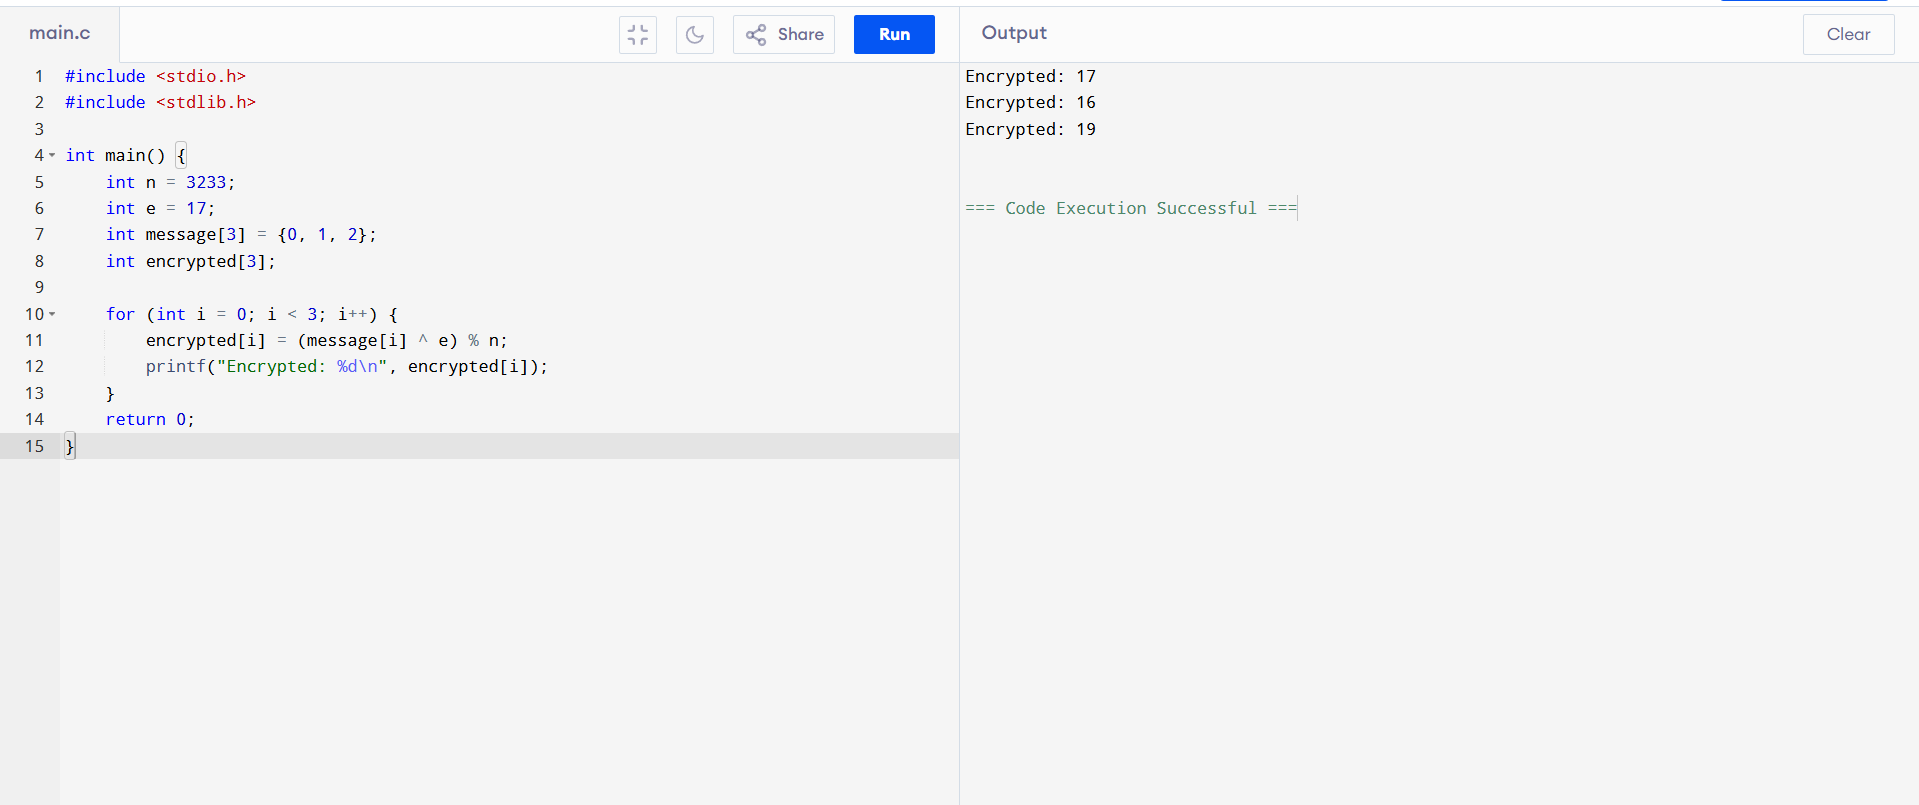 main.c
Share
Run
Output
Clear
1 #include <stdio.h>
2 #include <stdlib.h>
3
4 int main() {
5     int n = 3233;
6     int e = 17;
7     int message[3] = {0, 1, 2};
8     int encrypted[3];
9
10     for (int i = 0; i < 3; i++) {
11         encrypted[i] = (message[i] ^ e) % n;
12         printf("Encrypted: %d\n", encrypted[i]);
13     }
14     return 0;
15 }
Encrypted: 17
Encrypted: 16
Encrypted: 19
=== Code Execution Successful ===